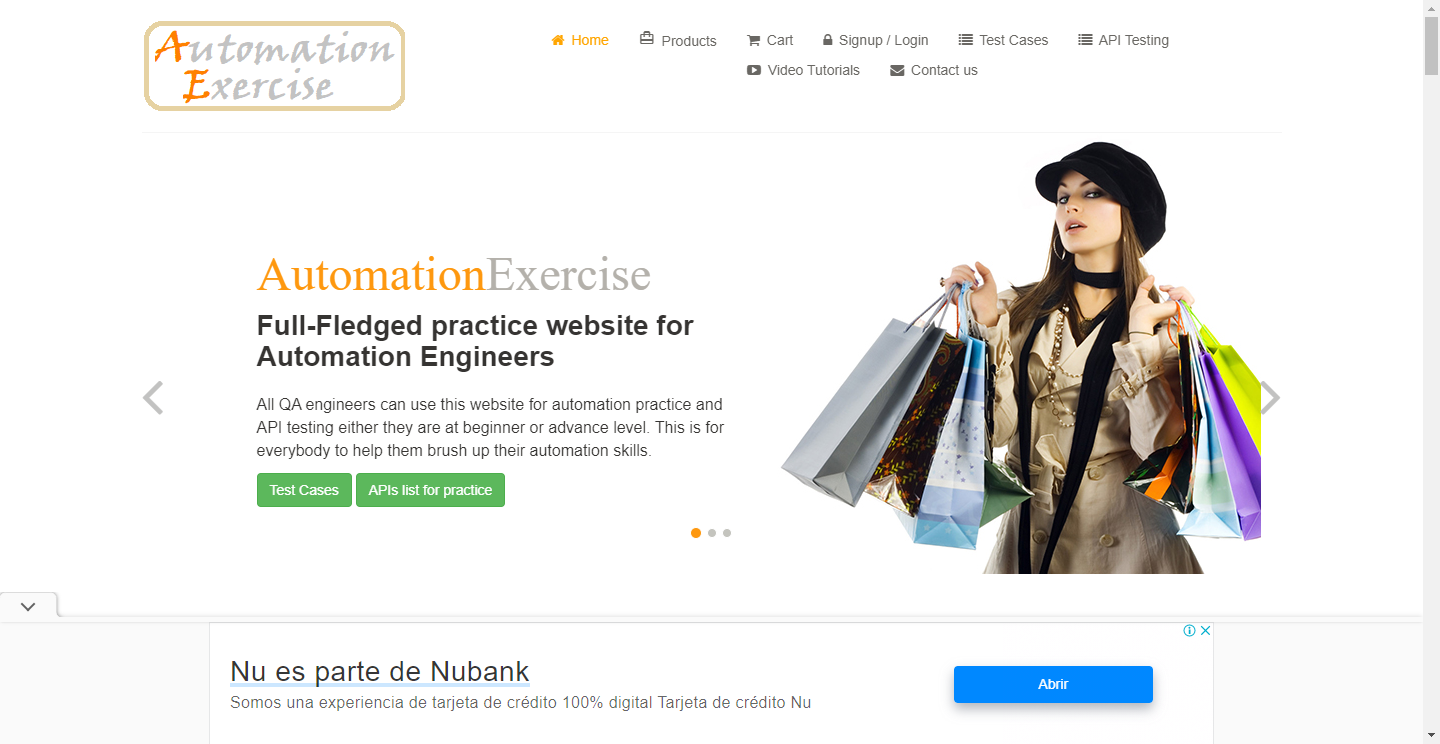 Automation
Exercise
Home
Products
Cart
Signup / Login
Test Cases
API Testing
Video Tutorials
Contact us
AutomationExercise
Full-Fledged practice website for
Automation Engineers
All QA engineers can use this website for automation practice and
API testing either they are at beginner or advance level. This is for
everybody to help them brush up their automation skills.
Test Cases
APIs list for practice
Nu es parte de Nubank
Somos una experiencia de tarjeta de crédito 100% digital Tarjeta de crédito Nu
Abrir